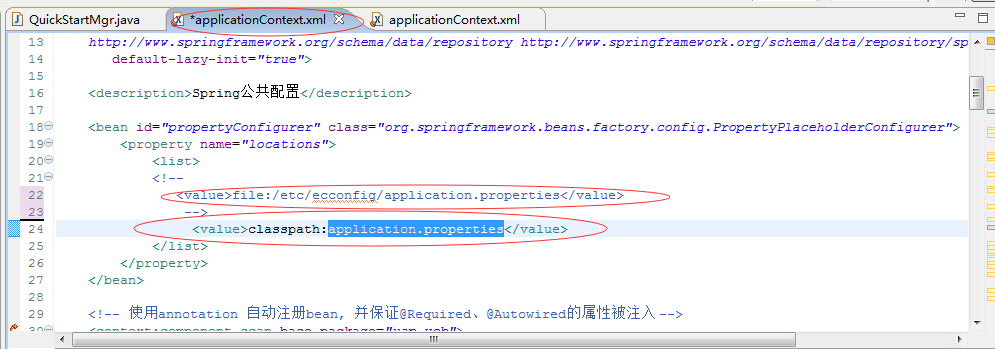 QuickStartMgr.java
*applicationContext.xml
applicationContext.xml
13 http://www.springframework.org/schema/data/repository http://www.springframework.org/schema/data/repository/sp
14 default-lazy-init="true">
15
16 <description>Spring公共配置</description>
17
18 <bean id="propertyConfigurer" class="org.springframework.beans.factory.config.PropertyPlaceholderConfigurer">
19 <property name="locations">
20 <list>
21 <!--
22 <value>file:/etc/ecconfig/application.properties</value>
23 -->
24 <value>classpath:application.properties</value>
25 </list>
26 </property>
27 </bean>
28
29 <!-- 使用annotation 自动注册bean, 并保证@Required、@Autowired的属性被注入 -->
30 <context:component-scan base-package="uap.web">